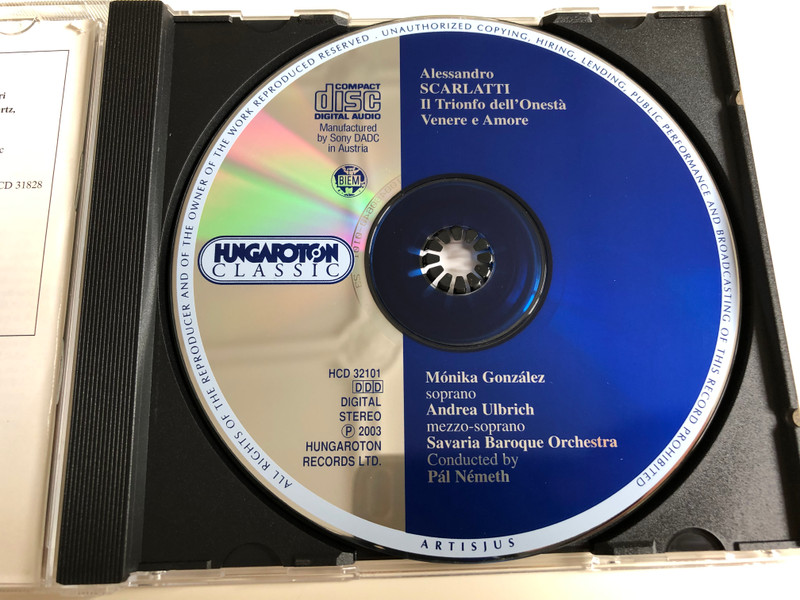 ri
rtz.
c
CD 31828
ALL RIGHTS OF THE REPRODUCER AND OF THE OWNER OF THE WORK REPRODUCED RESERVED . UNAUTHORIZED COPYING, HIRING, LENDING, PUBLIC PERFORMANCE AND BROADCASTING OF THIS RECORD PROHIBITED
COMPACT
disc
DIGITAL AUDIO
Manufactured
by Sony DADC
in Austria
BIEM
HUNGAROTON
CLASSIC
HCD 32101
DDD
DIGITAL
STEREO
Ⓟ 2003
HUNGAROTON
RECORDS LTD.
Alessandro
SCARLATTI
Il Trionfo dell'Onestà
Venere e Amore
Mónika González
soprano
Andrea Ulbrich
mezzo-soprano
Savaria Baroque Orchestra
Conducted by
Pál Németh
ARTISJUS